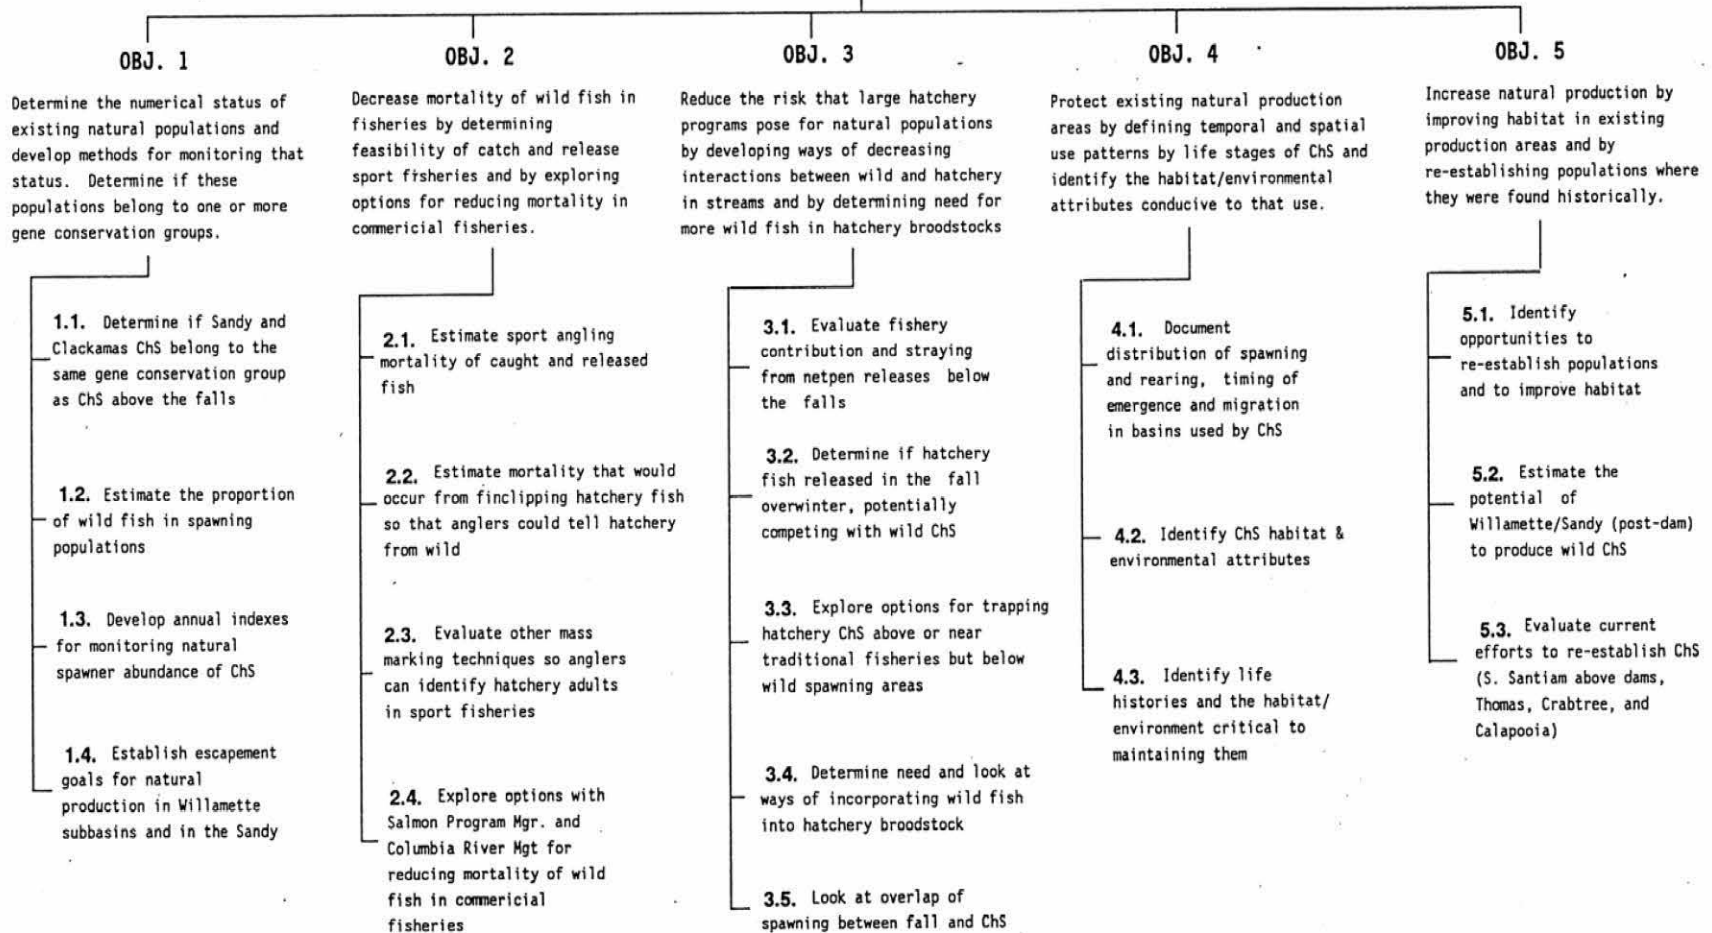 OBJ. 1
Determine the numerical status of
existing natural populations and
develop methods for monitoring that
status. Determine if these
populations belong to one or more
gene conservation groups.
1.1. Determine if Sandy and
Clackamas ChS belong to the
same gene conservation group
as ChS above the falls
1.2. Estimate the proportion
of wild fish in spawning
populations
1.3. Develop annual indexes
for monitoring natural
spawner abundance of ChS
1.4. Establish escapement
goals for natural
production in Willamette
subbasins and in the Sandy
OBJ. 2
Decrease mortality of wild fish in
fisheries by determining
feasibility of catch and release
sport fisheries and by exploring
options for reducing mortality in
commericial fisheries.
2.1. Estimate sport angling
mortality of caught and released
fish
2.2. Estimate mortality that would
occur from finclipping hatchery fish
so that anglers could tell hatchery
from wild
2.3. Evaluate other mass
marking techniques so anglers
can identify hatchery adults
in sport fisheries
2.4. Explore options with
Salmon Program Mgr. and
Columbia River Mgt for
reducing mortality of wild
fish in commericial
fisheries
OBJ. 3
Reduce the risk that large hatchery
programs pose for natural populations
by developing ways of decreasing
interactions between wild and hatchery
in streams and by determining need for
more wild fish in hatchery broodstocks
3.1. Evaluate fishery
contribution and straying
from netpen releases below
the falls
3.2. Determine if hatchery
fish released in the fall
overwinter, potentially
competing with wild ChS
3.3. Explore options for trapping
hatchery ChS above or near
traditional fisheries but below
wild spawning areas
3.4. Determine need and look at
ways of incorporating wild fish
into hatchery broodstock
3.5. Look at overlap of
spawning between fall and ChS
OBJ. 4
Protect existing natural production
areas by defining temporal and spatial
use patterns by life stages of ChS and
identify the habitat/environmental
attributes conducive to that use.
4.1. Document
distribution of spawning
and rearing, timing of
emergence and migration
in basins used by ChS
4.2. Identify ChS habitat &
environmental attributes
4.3. Identify life
histories and the habitat/
environment critical to
maintaining them
OBJ. 5
Increase natural production by
improving habitat in existing
production areas and by
re-establishing populations where
they were found historically.
5.1. Identify
opportunities to
re-establish populations
and to improve habitat
5.2. Estimate the
potential of
Willamette/Sandy (post-dam)
to produce wild ChS
5.3. Evaluate current
efforts to re-establish ChS
(S. Santiam above dams,
Thomas, Crabtree, and
Calapooia)